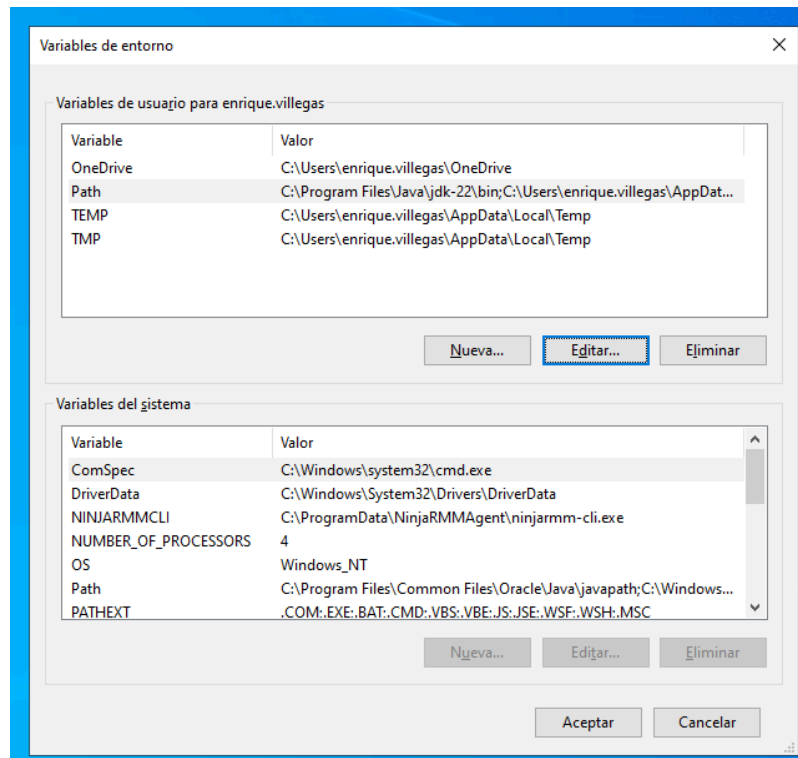 Variables de entorno
Variables de usuario para enrique.villegas
Variable Valor
OneDrive C:\Users\enrique.villegas\OneDrive
Path C:\Program Files\Java\jdk-22\bin;C:\Users\enrique.villegas\AppDat...
TEMP C:\Users\enrique.villegas\AppData\Local\Temp
TMP C:\Users\enrique.villegas\AppData\Local\Temp
Nueva... Editar... Eliminar
Variables del sistema
Variable Valor
ComSpec C:\Windows\system32\cmd.exe
DriverData C:\Windows\System32\Drivers\DriverData
NINJARMMCLI C:\ProgramData\NinjaRMMAgent\ninjarmm-cli.exe
NUMBER_OF_PROCESSORS 4
OS Windows_NT
Path C:\Program Files\Common Files\Oracle\Java\javapath;C:\Windows...
PATHEXT .COM;.EXE;.BAT;.CMD;.VBS;.VBE;.JS;.JSE;.WSF;.WSH;.MSC
Nueva... Editar... Eliminar
Aceptar Cancelar